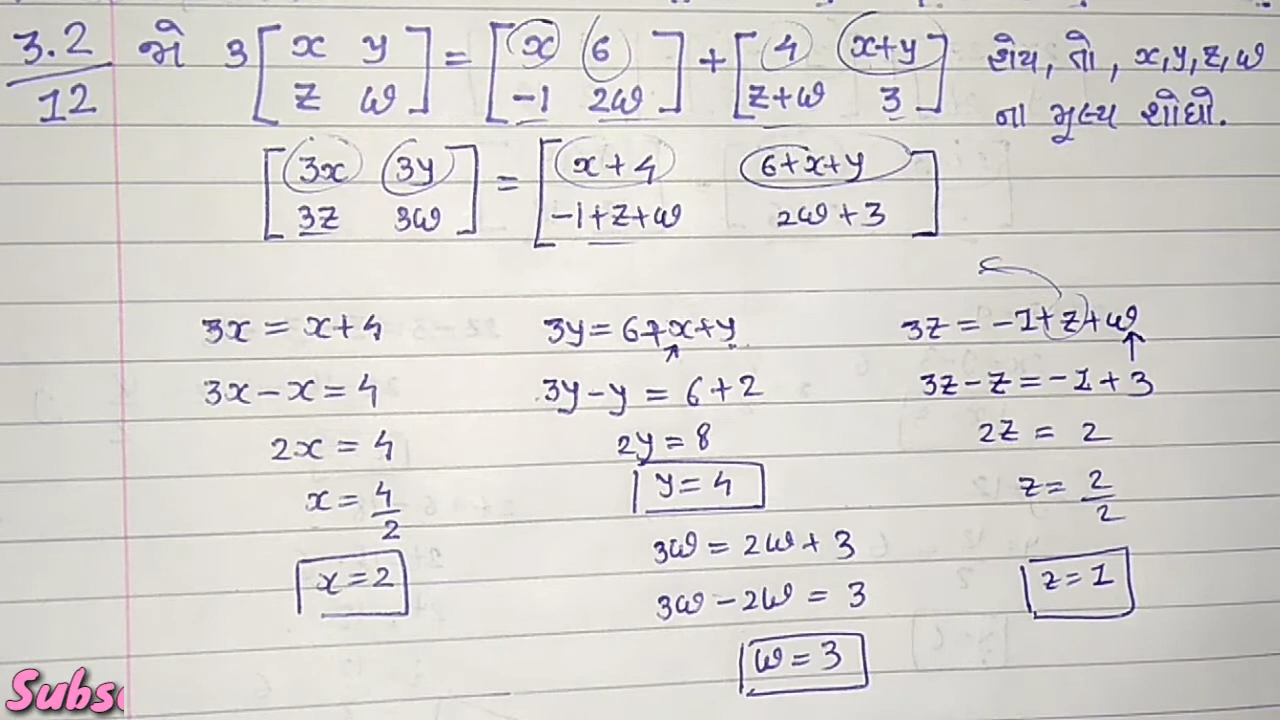 3.2/12 જો 3 [x y; z w] = [x 6; -1 2w] + [4 x+y; z+w 3] હોય, તો, x,y,z,w
ના મૂલ્ય શોધો.
[3x 3y; 3z 3w] = [x+4 6+x+y; -1+z+w 2w+3]
3x = x+4
3x-x=4
2x=4
x=4/2
x=2
3y=6+x+y
3y-y = 6+2
2y=8
y=4
3w=2w+3
3w-2w=3
w=3
3z=-1+z+w
3z-z=-1+3
2z=2
z=2/2
z=1